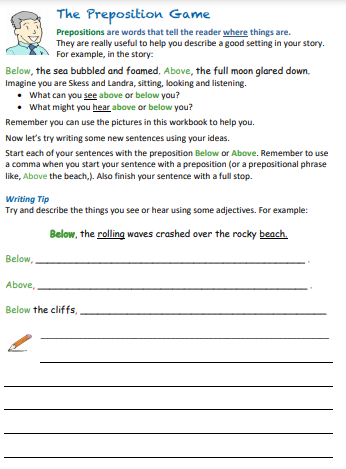 The Preposition Game
Prepositions are words that tell the reader where things are.
They are really useful to help you describe a good setting in your story.
For example, in the story:
Below, the sea bubbled and foamed. Above, the full moon glared down.
Imagine you are Skess and Landra, sitting, looking and listening.
• What can you see above or below you?
• What might you hear above or below you?
Remember you can use the pictures in this workbook to help you.
Now let's try writing some new sentences using your ideas.
Start each of your sentences with the preposition Below or Above. Remember to use
a comma when you start your sentence with a preposition (or a prepositional phrase
like, Above the beach,). Also finish your sentence with a full stop.
Writing Tip
Try and describe the things you see or hear using some adjectives. For example:
Below, the rolling waves crashed over the rocky beach.
Below, ______________________________ .
Above, ______________________________ .
Below the cliffs, ______________________________